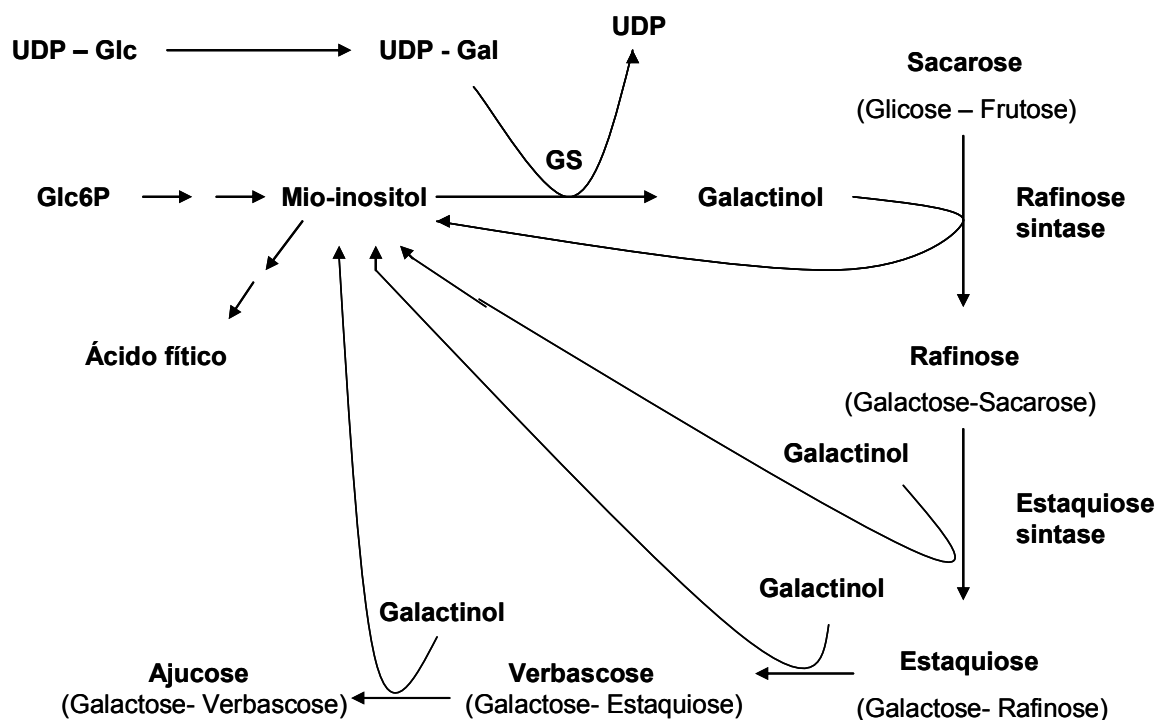 UDP – Glc
UDP - Gal
UDP
Sacarose
(Glicose – Frutose)
GS
Glc6P
Mio-inositol
Galactinol
Rafinose
sintase
Ácido fítico
Rafinose
(Galactose-Sacarose)
Galactinol
Estaquiose
sintase
Galactinol
Galactinol
Estaquiose
(Galactose- Rafinose)
Verbascose
(Galactose- Estaquiose)
Ajucose
(Galactose- Verbascose)